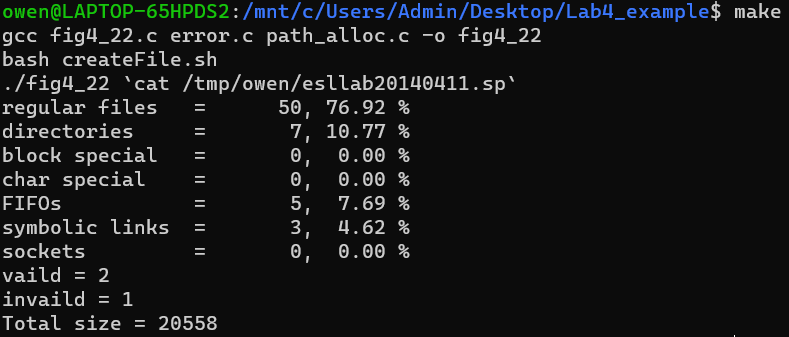 owen@LAPTOP-65HPDS2:/mnt/c/Users/Admin/Desktop/Lab4_example$ make
gcc fig4_22.c error.c path_alloc.c -o fig4_22
bash createFile.sh
./fig4_22 `cat /tmp/owen/esllab20140411.sp`
regular files   =      50, 76.92 %
directories     =       7, 10.77 %
block special   =       0,  0.00 %
char special    =       0,  0.00 %
FIFOs           =       5,  7.69 %
symbolic links  =       3,  4.62 %
sockets         =       0,  0.00 %
vaild = 2
invaild = 1
Total size = 20558